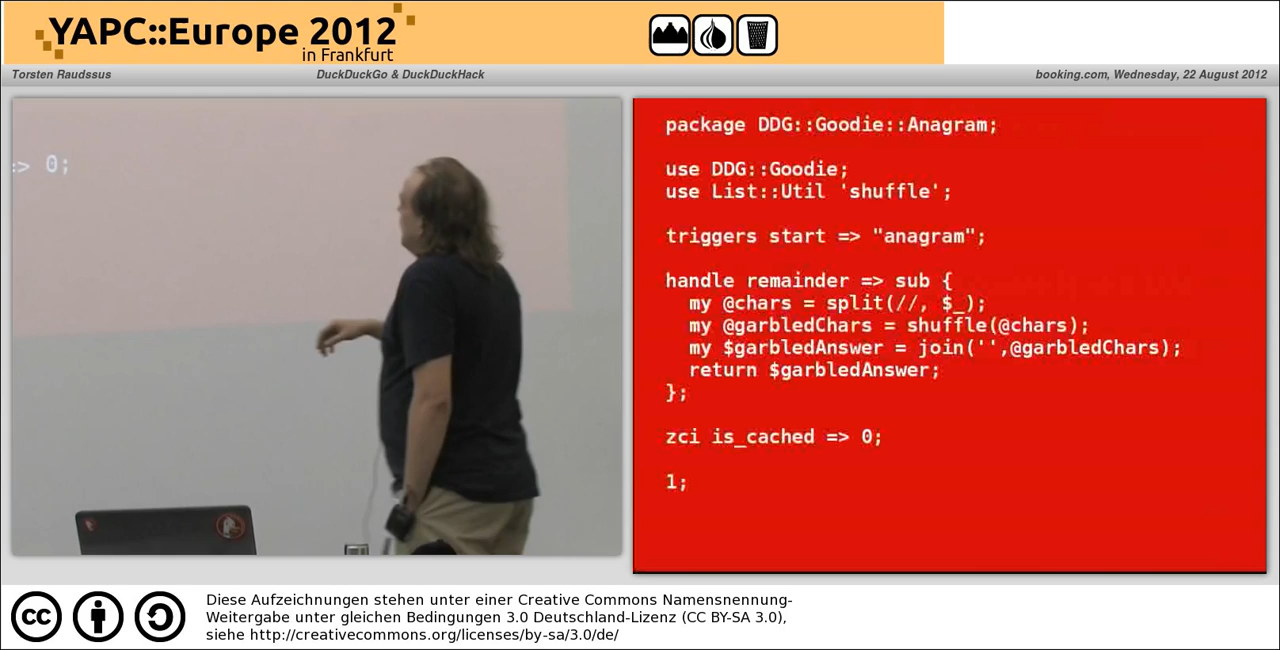 YAPC::Europe 2012
in Frankfurt
Torsten Raudssus
DuckDuckGo & DuckDuckHack
booking.com, Wednesday, 22 August 2012
=> 0;
package DDG::Goodie::Anagram;
use DDG::Goodie;
use List::Util 'shuffle';
triggers start => "anagram";
handle remainder => sub {
my @chars = split(//, $_);
my @garbledChars = shuffle(@chars);
my $garbledAnswer = join('',@garbledChars);
return $garbledAnswer;
};
zci is_cached => 0;
1;
cc
Diese Aufzeichnungen stehen unter einer Creative Commons Namensnennung-
Weitergabe unter gleichen Bedingungen 3.0 Deutschland-Lizenz (CC BY-SA 3.0),
siehe http://creativecommons.org/licenses/by-sa/3.0/de/